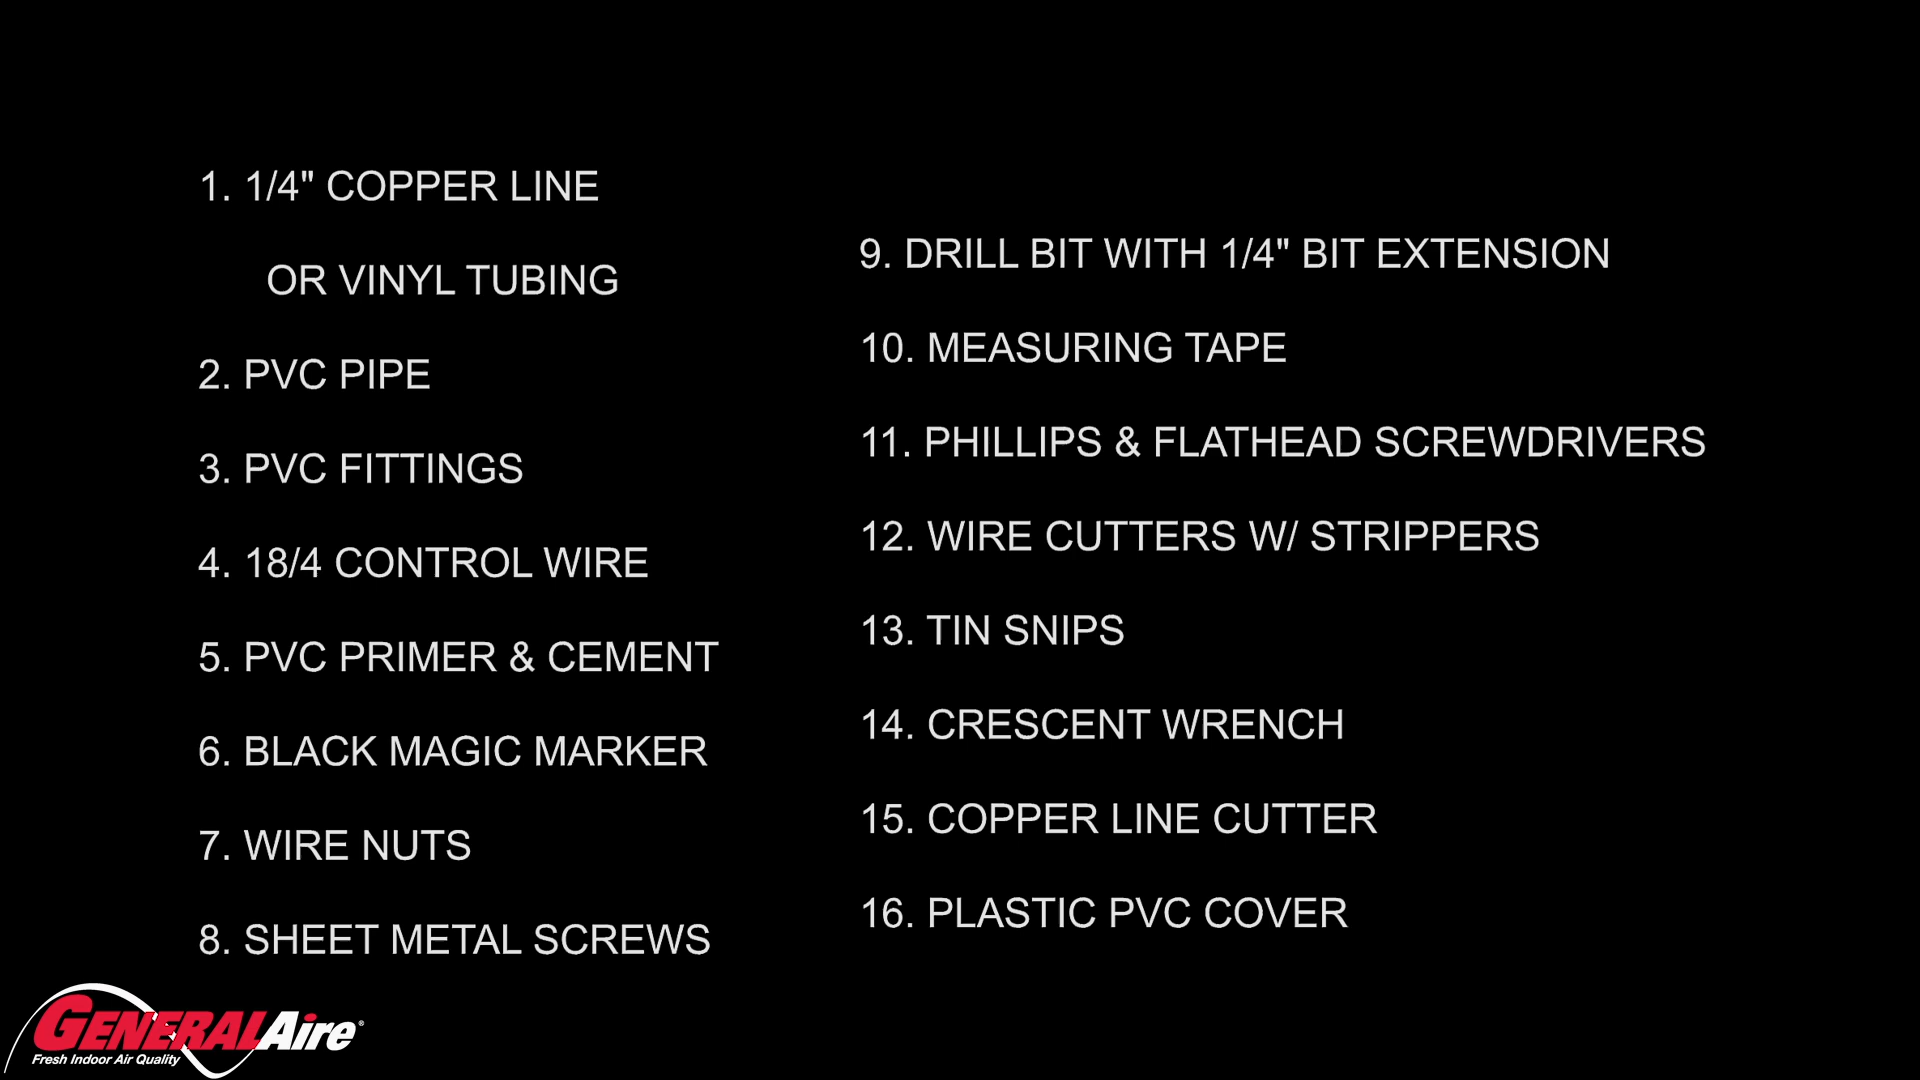 1. 1/4" COPPER LINE
OR VINYL TUBING
2. PVC PIPE
3. PVC FITTINGS
4. 18/4 CONTROL WIRE
5. PVC PRIMER & CEMENT
6. BLACK MAGIC MARKER
7. WIRE NUTS
8. SHEET METAL SCREWS
9. DRILL BIT WITH 1/4" BIT EXTENSION
10. MEASURING TAPE
11. PHILLIPS & FLATHEAD SCREWDRIVERS
12. WIRE CUTTERS W/ STRIPPERS
13. TIN SNIPS
14. CRESCENT WRENCH
15. COPPER LINE CUTTER
16. PLASTIC PVC COVER
GENERALAire®
Fresh Indoor Air Quality